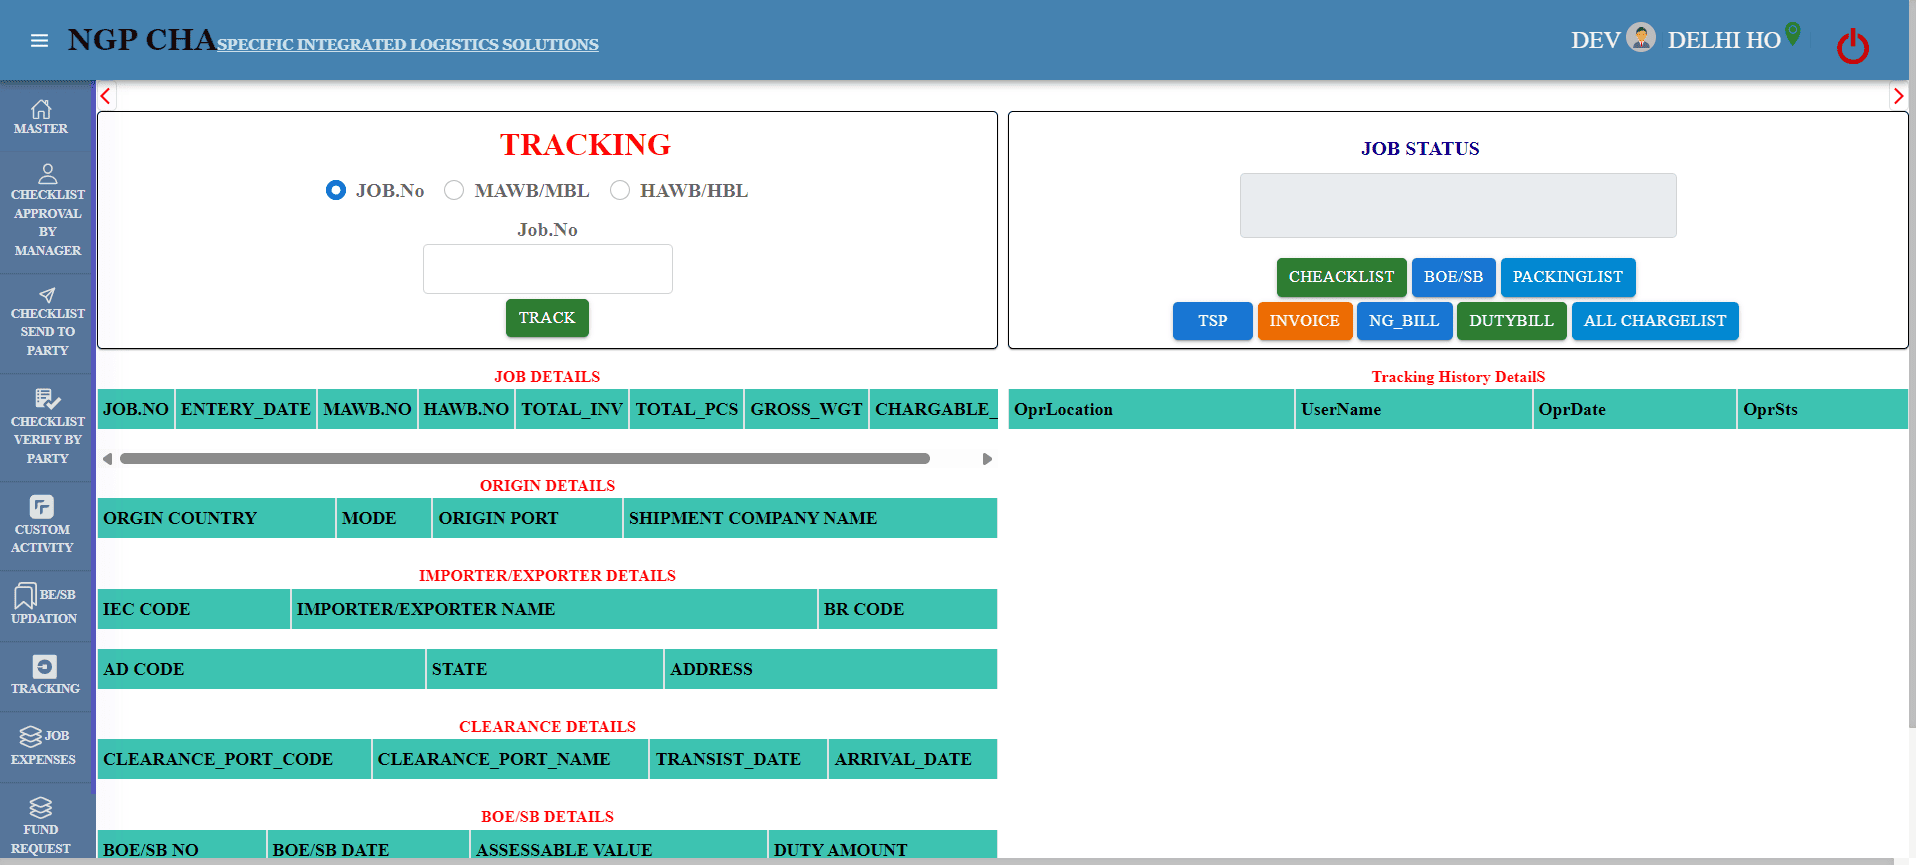 NGP CHA SPECIFIC INTEGRATED LOGISTICS SOLUTIONS
DEV DELHI HO
MASTER
CHECKLIST
APPROVAL
BY
MANAGER
CHECKLIST
SEND TO
PARTY
CHECKLIST
VERIFY BY
PARTY
CUSTOM
ACTIVITY
BE/SB
UPDATION
TRACKING
JOB
EXPENSES
FUND
REQUEST
TRACKING
JOB.No MAWB/MBL HAWB/HBL
Job.No
TRACK
JOB STATUS
CHEACKLIST BOE/SB PACKINGLIST
TSP INVOICE NG_BILL DUTYBILL ALL CHARGELIST
JOB DETAILS
JOB.NO ENTERY_DATE MAWB.NO HAWB.NO TOTAL_INV TOTAL_PCS GROSS_WGT CHARGABLE_
Tracking History DetailS
OprLocation UserName OprDate OprSts
ORIGIN DETAILS
ORGIN COUNTRY MODE ORIGIN PORT SHIPMENT COMPANY NAME
IMPORTER/EXPORTER DETAILS
IEC CODE IMPORTER/EXPORTER NAME BR CODE
AD CODE STATE ADDRESS
CLEARANCE DETAILS
CLEARANCE_PORT_CODE CLEARANCE_PORT_NAME TRANSIST_DATE ARRIVAL_DATE
BOE/SB DETAILS
BOE/SB NO BOE/SB DATE ASSESSABLE VALUE DUTY AMOUNT